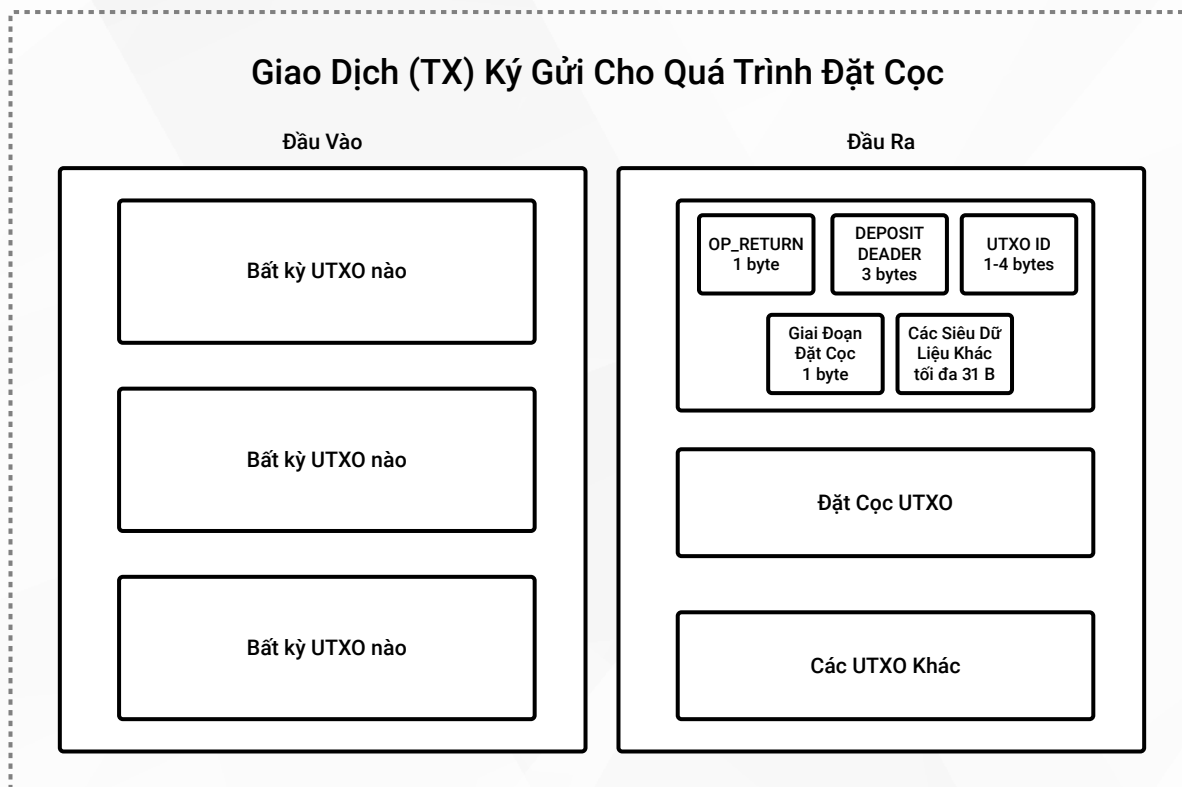 Giao Dịch (TX) Ký Gửi Cho Quá Trình Đặt Cọc
Đầu Vào
Bất kỳ UTXO nào
Bất kỳ UTXO nào
Bất kỳ UTXO nào
Đầu Ra
OP_RETURN
1 byte
DEPOSIT
DEADER
3 bytes
UTXO ID
1-4 bytes
Giai Đoạn
Đặt Cọc
1 byte
Các Siêu Dữ
Liệu Khác
tối đa 31 B
Đặt Cọc UTXO
Các UTXO Khác